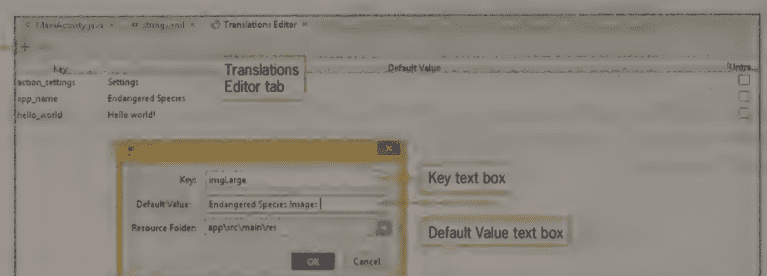 MainActivity.java × strings.xml × Translations Editor ×
+
Key Default Value Untra...
action_settings Settings
app_name Endangered Species
hello_world Hello world!
Translations
Editor tab
Key: imgLarge
Key text box
Default Value: Endangered Species Image
Resource Folder: app\src\main\res
Default Value text box
OK Cancel